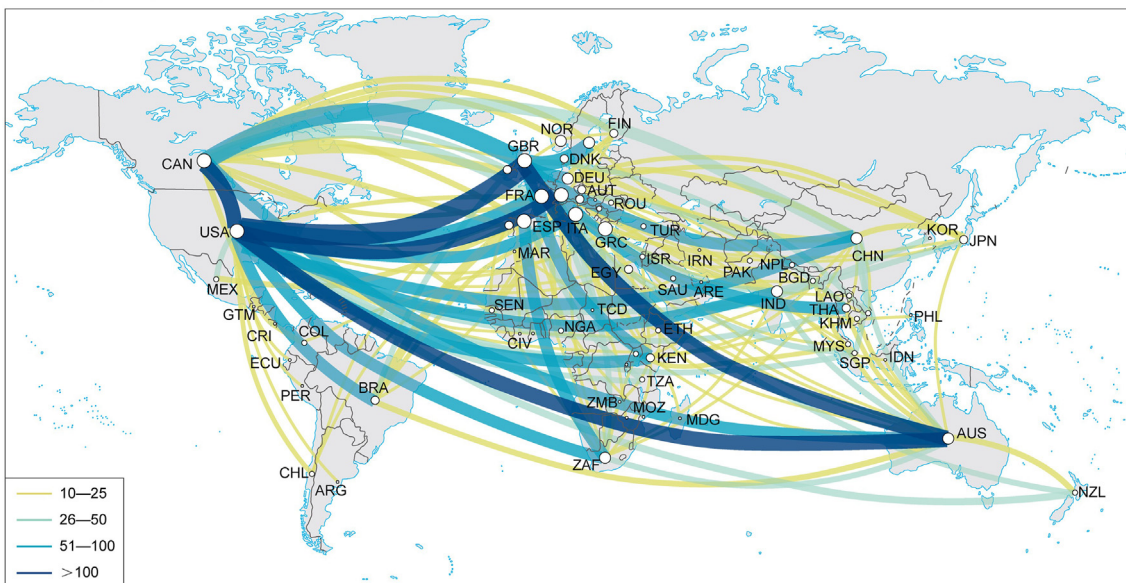 FIN
NOR
GBR
CAN
DNK
DEU
FRA
AUT
ROU
USA
ESP
ITA
TUR
KOR
JPN
GRC
CHN
MAR
ISR
IRN
NPL
PAK
EGY
BGD
MEX
SAU
ARE
IND
LAO
SEN
TCD
THA
GTM
PHL
KHM
COL
NGA
ETH
CRI
CIV
MYS
IDN
ECU
KEN
SGP
TZA
BRA
PER
ZMB
MOZ
MDG
AUS
ZAF
CHL
ARG
NZL
10—25
26—50
51—100
>100